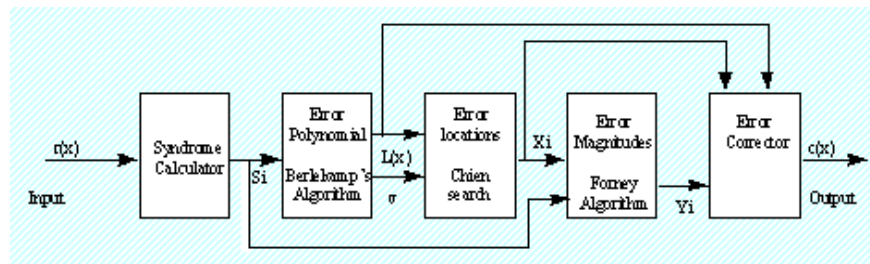 r(x)
Input
Syndrome
Calculator
Si
Error
Polynomial
Berlekamp's
Algorithm
L(x)
σ
Error
locations
Chien
search
Xi
Error
Magnitudes
Forney
Algorithm
Yi
Error
Corrector
c(x)
Output